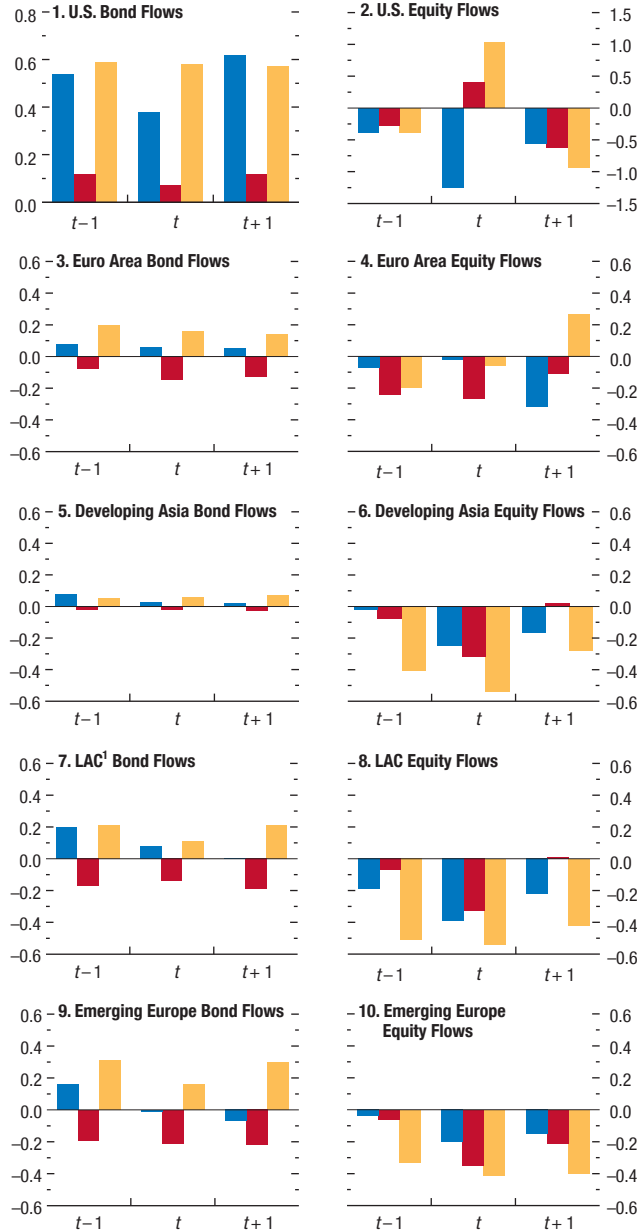 1. U.S. Bond Flows
0.8
0.6
0.4
0.2
0.0
t–1
t
t+1
2. U.S. Equity Flows
1.5
1.0
0.5
0.0
–0.5
–1.0
–1.5
t–1
t
t+1
3. Euro Area Bond Flows
0.6
0.4
0.2
0.0
–0.2
–0.4
–0.6
t–1
t
t+1
4. Euro Area Equity Flows
0.6
0.4
0.2
0.0
–0.2
–0.4
–0.6
t–1
t
t+1
5. Developing Asia Bond Flows
0.6
0.4
0.2
0.0
–0.2
–0.4
–0.6
t–1
t
t+1
6. Developing Asia Equity Flows
0.6
0.4
0.2
0.0
–0.2
–0.4
–0.6
t–1
t
t+1
7. LAC¹ Bond Flows
0.6
0.4
0.2
0.0
–0.2
–0.4
–0.6
t–1
t
t+1
8. LAC Equity Flows
0.6
0.4
0.2
0.0
–0.2
–0.4
–0.6
t–1
t
t+1
9. Emerging Europe Bond Flows
0.6
0.4
0.2
0.0
–0.2
–0.4
–0.6
t–1
t
t+1
10. Emerging Europe
Equity Flows
0.6
0.4
0.2
0.0
–0.2
–0.4
–0.6
t–1
t
t+1